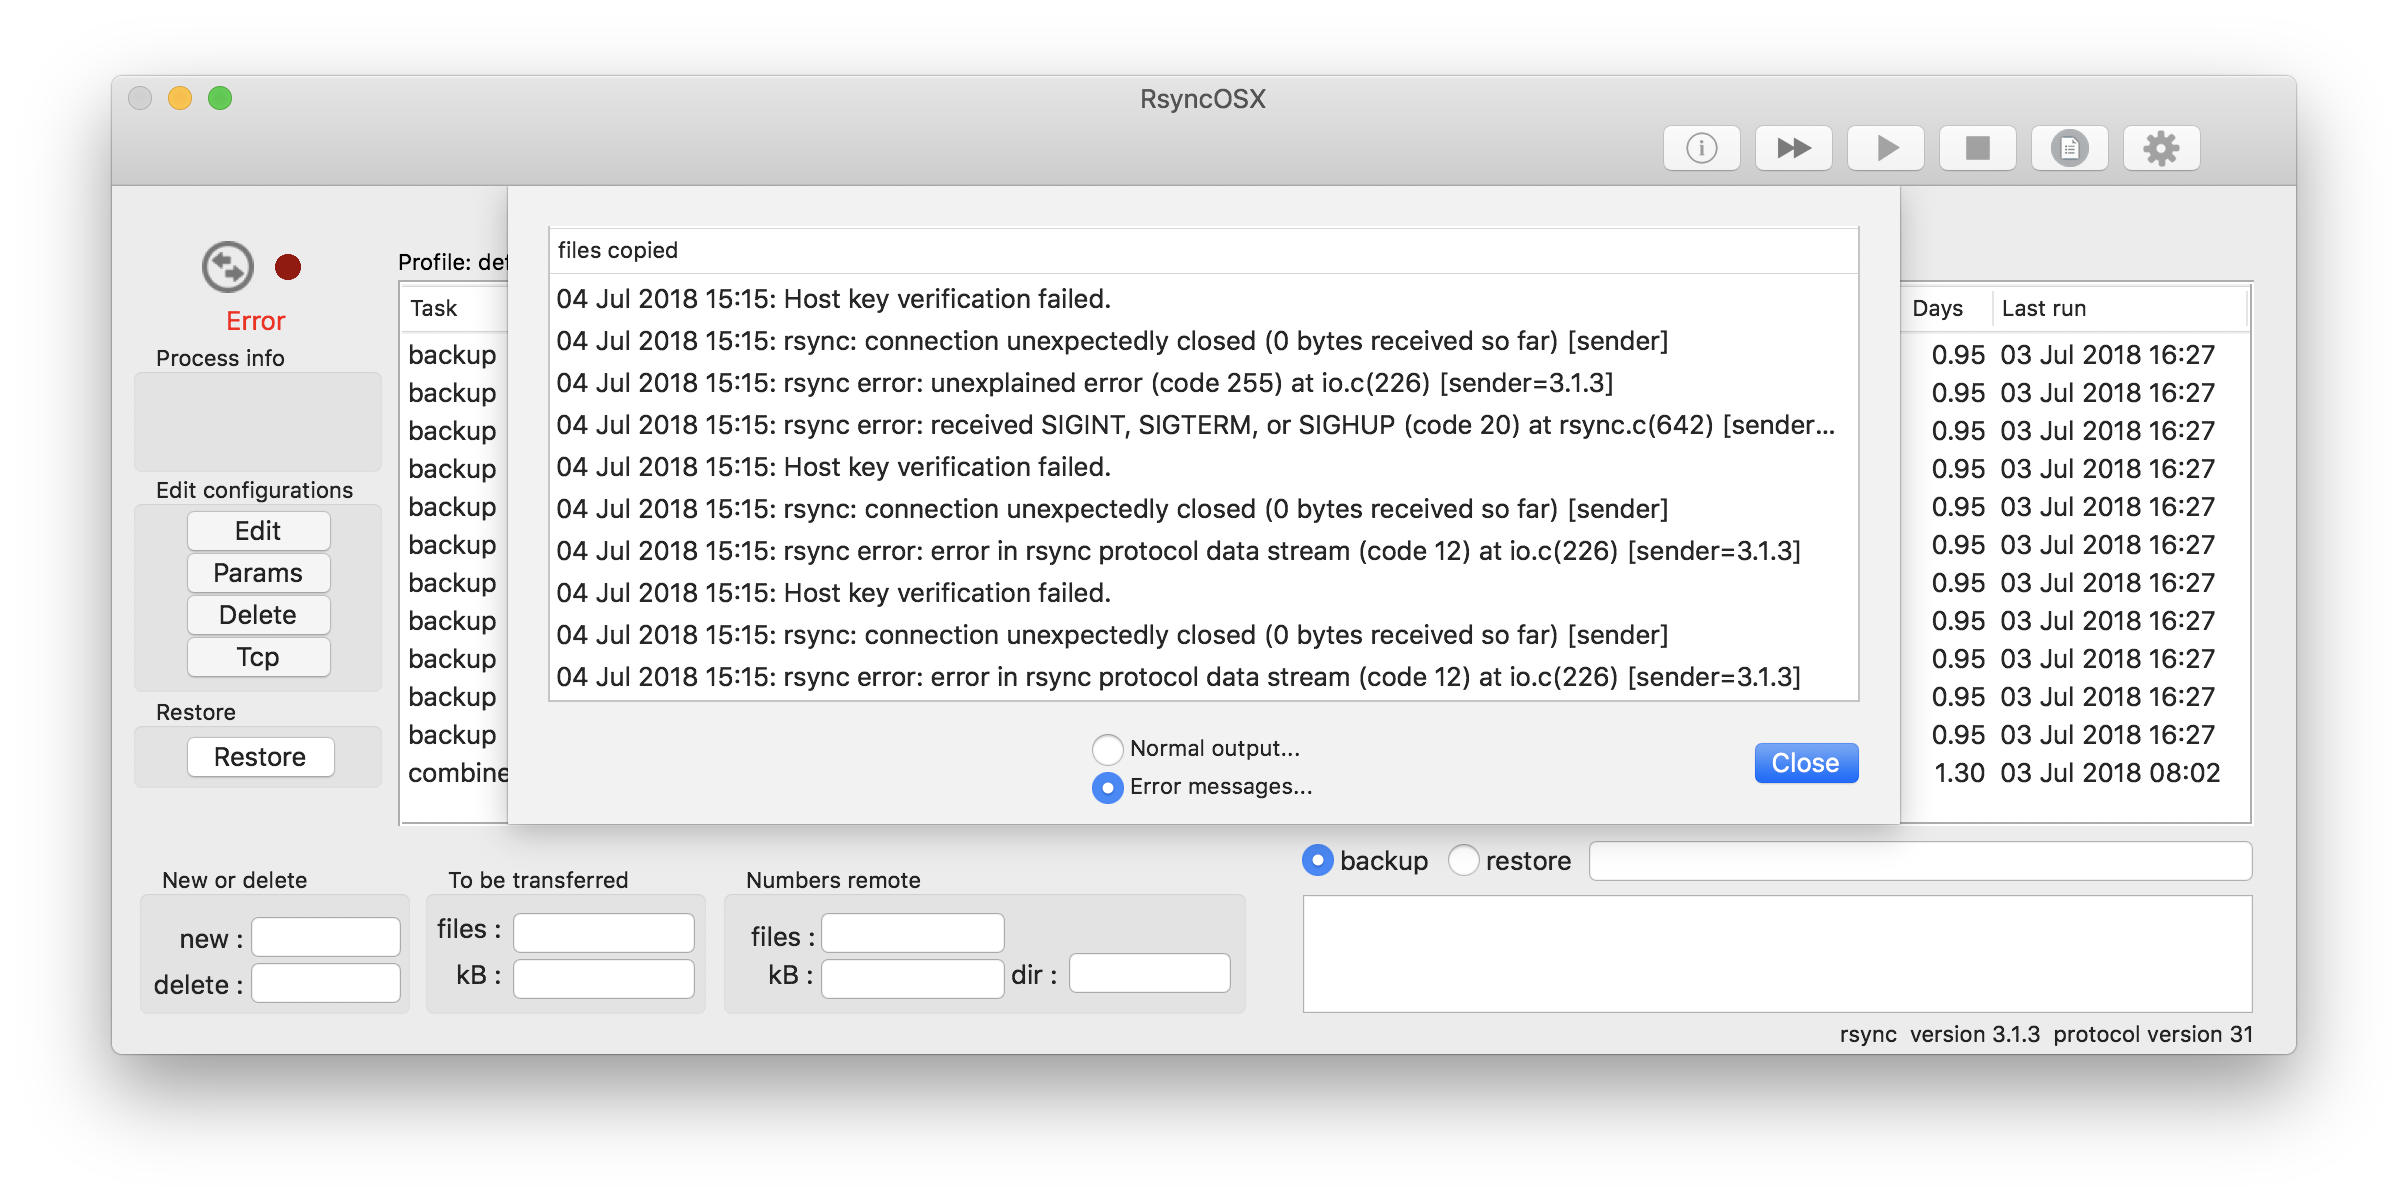 RsyncOSX
Error
Process info
Edit configurations
Edit
Params
Delete
Tcp
Restore
Restore
Profile: def
Task
backup
backup
backup
backup
backup
backup
backup
backup
backup
backup
backup
combine
files copied
04 Jul 2018 15:15: Host key verification failed.
04 Jul 2018 15:15: rsync: connection unexpectedly closed (0 bytes received so far) [sender]
04 Jul 2018 15:15: rsync error: unexplained error (code 255) at io.c(226) [sender=3.1.3]
04 Jul 2018 15:15: rsync error: received SIGINT, SIGTERM, or SIGHUP (code 20) at rsync.c(642) [sender...
04 Jul 2018 15:15: Host key verification failed.
04 Jul 2018 15:15: rsync: connection unexpectedly closed (0 bytes received so far) [sender]
04 Jul 2018 15:15: rsync error: error in rsync protocol data stream (code 12) at io.c(226) [sender=3.1.3]
04 Jul 2018 15:15: Host key verification failed.
04 Jul 2018 15:15: rsync: connection unexpectedly closed (0 bytes received so far) [sender]
04 Jul 2018 15:15: rsync error: error in rsync protocol data stream (code 12) at io.c(226) [sender=3.1.3]
Normal output...
Error messages...
Close
Days Last run
0.95 03 Jul 2018 16:27
0.95 03 Jul 2018 16:27
0.95 03 Jul 2018 16:27
0.95 03 Jul 2018 16:27
0.95 03 Jul 2018 16:27
0.95 03 Jul 2018 16:27
0.95 03 Jul 2018 16:27
0.95 03 Jul 2018 16:27
0.95 03 Jul 2018 16:27
0.95 03 Jul 2018 16:27
0.95 03 Jul 2018 16:27
1.30 03 Jul 2018 08:02
New or delete
new :
delete :
To be transferred
files :
kB :
Numbers remote
files :
kB :
dir :
backup restore
rsync version 3.1.3 protocol version 31